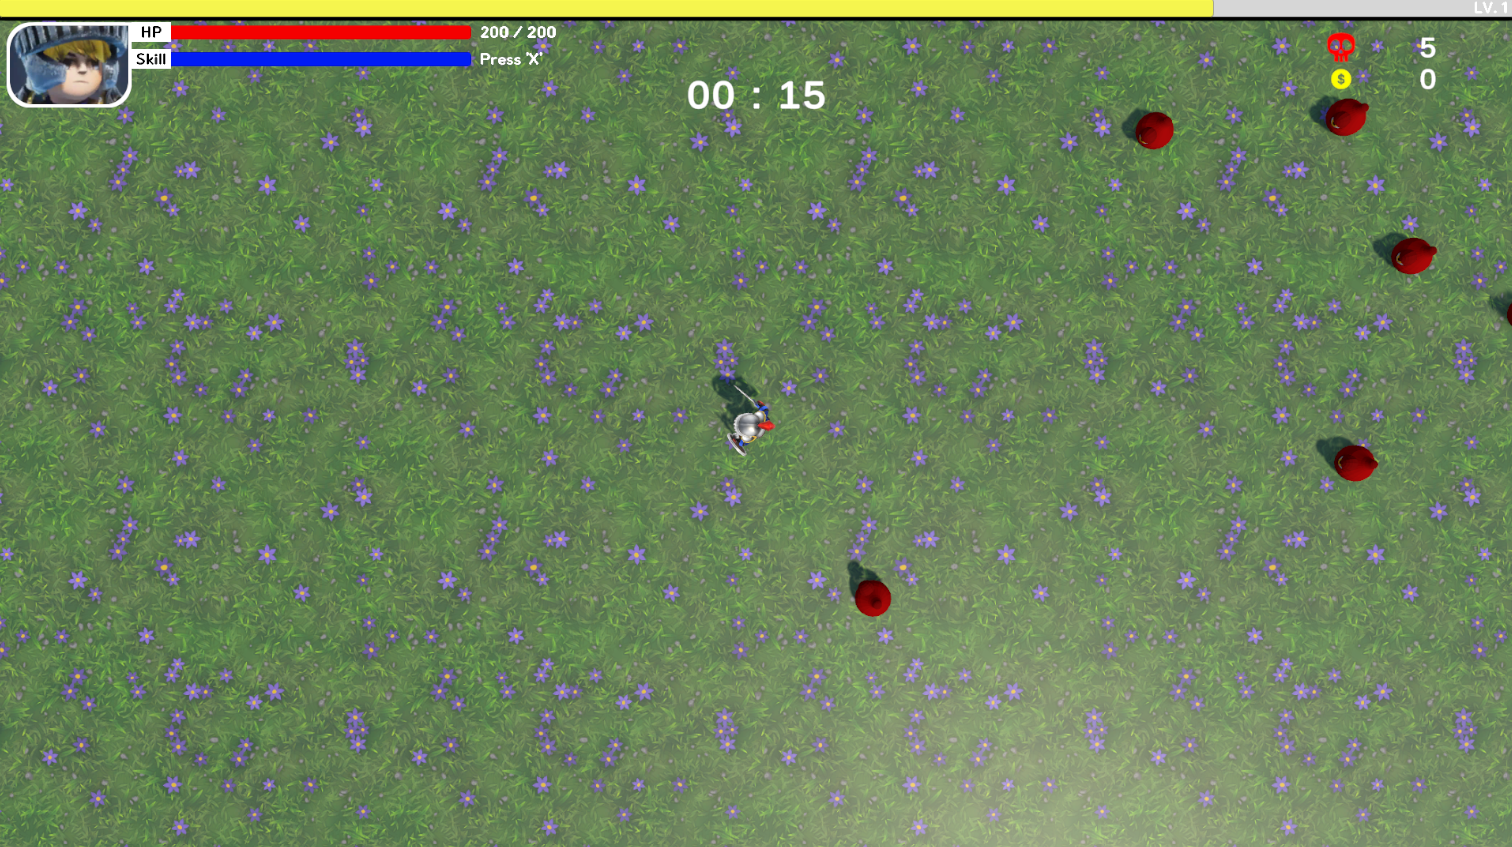 LV. 1
HP 200 / 200
Skill Press 'X'
5
$ 0
00 : 15